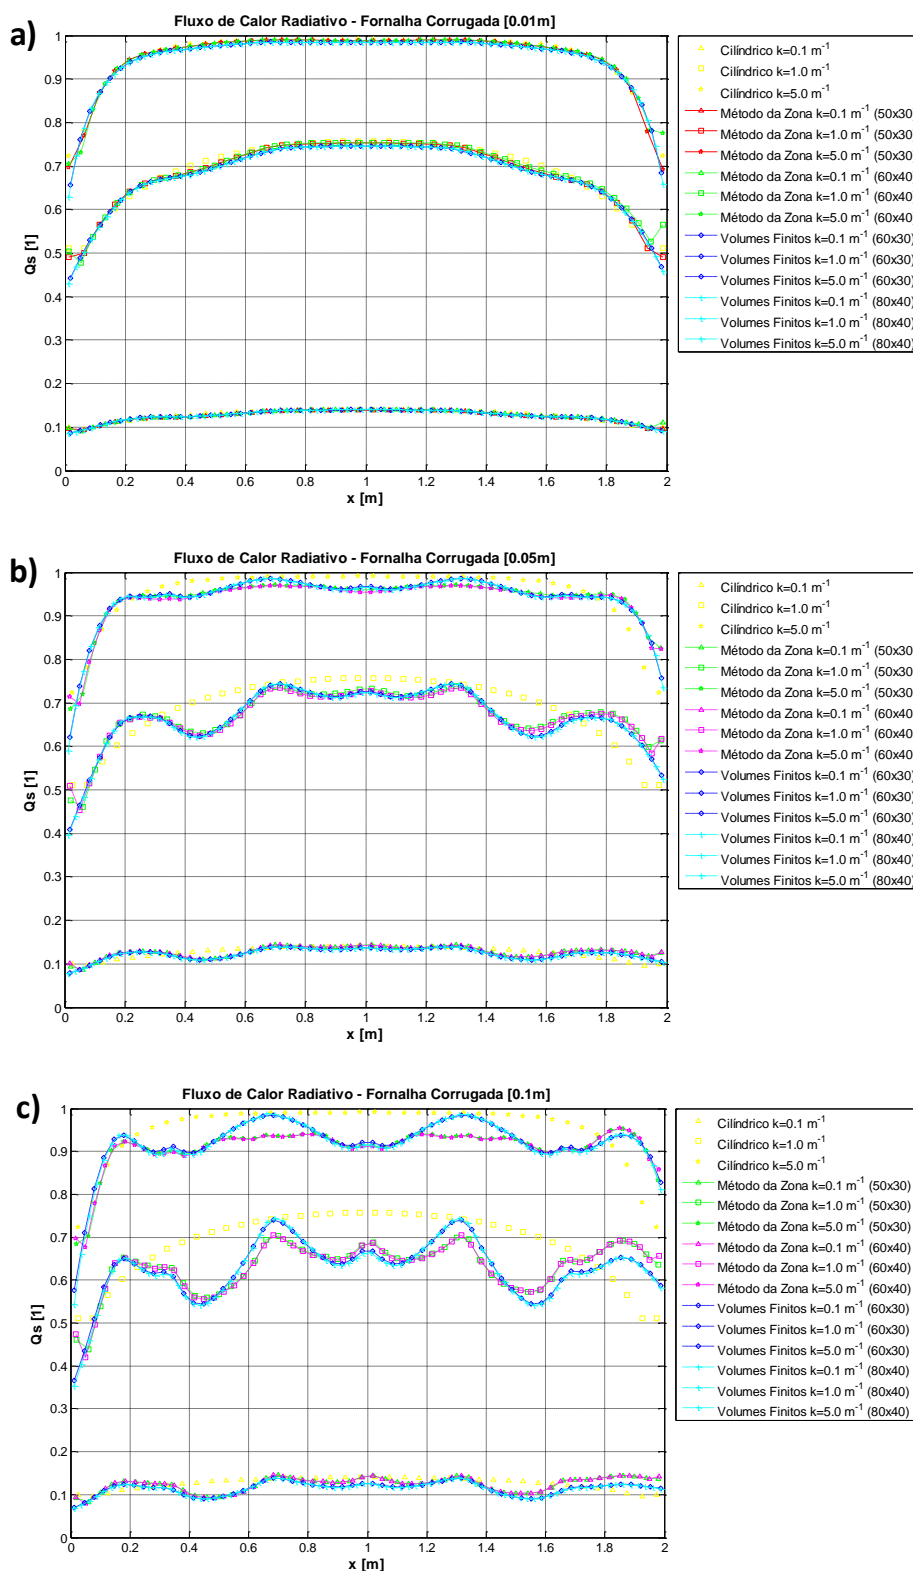 a)
Fluxo de Calor Radiativo - Fornalha Corrugada [0.01m]
1
0.9
0.8
0.7
0.6
0.5
0.4
0.3
0.2
0.1
0
Qs [1]
0 0.2 0.4 0.6 0.8 1 1.2 1.4 1.6 1.8 2
x [m]
Cilíndrico k=0.1 m⁻¹
Cilíndrico k=1.0 m⁻¹
Cilíndrico k=5.0 m⁻¹
Método da Zona k=0.1 m⁻¹ (50x30
Método da Zona k=1.0 m⁻¹ (50x30
Método da Zona k=5.0 m⁻¹ (50x30
Método da Zona k=0.1 m⁻¹ (60x40
Método da Zona k=1.0 m⁻¹ (60x40
Método da Zona k=5.0 m⁻¹ (60x40
Volumes Finitos k=0.1 m⁻¹ (60x30)
Volumes Finitos k=1.0 m⁻¹ (60x30)
Volumes Finitos k=5.0 m⁻¹ (60x30)
Volumes Finitos k=0.1 m⁻¹ (80x40)
Volumes Finitos k=1.0 m⁻¹ (80x40)
Volumes Finitos k=5.0 m⁻¹ (80x40)
b)
Fluxo de Calor Radiativo - Fornalha Corrugada [0.05m]
1
0.9
0.8
0.7
0.6
0.5
0.4
0.3
0.2
0.1
0
Qs [1]
0 0.2 0.4 0.6 0.8 1 1.2 1.4 1.6 1.8 2
x [m]
Cilíndrico k=0.1 m⁻¹
Cilíndrico k=1.0 m⁻¹
Cilíndrico k=5.0 m⁻¹
Método da Zona k=0.1 m⁻¹ (50x30
Método da Zona k=1.0 m⁻¹ (50x30
Método da Zona k=5.0 m⁻¹ (50x30
Método da Zona k=0.1 m⁻¹ (60x40
Método da Zona k=1.0 m⁻¹ (60x40
Método da Zona k=5.0 m⁻¹ (60x40
Volumes Finitos k=0.1 m⁻¹ (60x30)
Volumes Finitos k=1.0 m⁻¹ (60x30)
Volumes Finitos k=5.0 m⁻¹ (60x30)
Volumes Finitos k=0.1 m⁻¹ (80x40)
Volumes Finitos k=1.0 m⁻¹ (80x40)
Volumes Finitos k=5.0 m⁻¹ (80x40)
c)
Fluxo de Calor Radiativo - Fornalha Corrugada [0.1m]
1
0.9
0.8
0.7
0.6
0.5
0.4
0.3
0.2
0.1
0
Qs [1]
0 0.2 0.4 0.6 0.8 1 1.2 1.4 1.6 1.8 2
x [m]
Cilíndrico k=0.1 m⁻¹
Cilíndrico k=1.0 m⁻¹
Cilíndrico k=5.0 m⁻¹
Método da Zona k=0.1 m⁻¹ (50x30)
Método da Zona k=1.0 m⁻¹ (50x30)
Método da Zona k=5.0 m⁻¹ (50x30)
Método da Zona k=0.1 m⁻¹ (60x40)
Método da Zona k=1.0 m⁻¹ (60x40)
Método da Zona k=5.0 m⁻¹ (60x40)
Volumes Finitos k=0.1 m⁻¹ (60x30)
Volumes Finitos k=1.0 m⁻¹ (60x30)
Volumes Finitos k=5.0 m⁻¹ (60x30)
Volumes Finitos k=0.1 m⁻¹ (80x40)
Volumes Finitos k=1.0 m⁻¹ (80x40)
Volumes Finitos k=5.0 m⁻¹ (80x40)